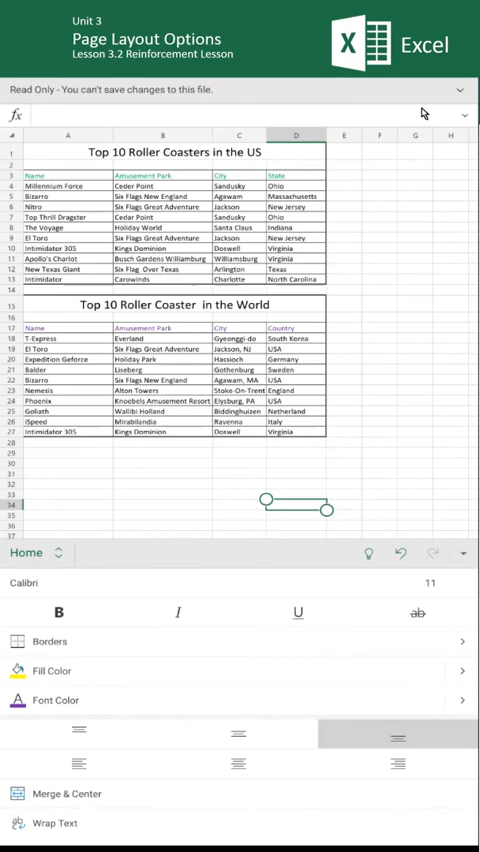 Unit 3
Page Layout Options
Lesson 3.2 Reinforcement Lesson
X Excel
Read Only - You can't save changes to this file.
fx
A B C D E F G H
1 Top 10 Roller Coasters in the US
2
3 Name Amusement Park City State
4 Millennium Force Ceder Point Sandusky Ohio
5 Bizarro Six Flags New England Agawam Massachusetts
6 Nitro Six Flags Great Adventure Jackson New Jersey
7 Top Thrill Dragster Cedar Point Sandusky Ohio
8 The Voyage Holiday World Santa Claus Indiana
9 El Toro Six Flags Great Adventure Jackson New Jersey
10 Intimidator 305 Kings Dominion Doswell Virginia
11 Apollo's Charlot Busch Gardens Williamburg Williamsburg Virginia
12 New Texas Giant Six Flag Over Texas Arlington Texas
13 Intimidator Carowinds Charlotte North Carolina
14
15 Top 10 Roller Coaster in the World
16
17 Name Amusement Park City Country
18 T-Express Everland Gyeonggi-do South Korea
19 El Toro Six Flags Great Adventure Jackson, NJ USA
20 Expedition Geforce Holiday Park Hassloch Germany
21 Balder Liseberg Gothenburg Sweden
22 Bizarro Six Flags New England Agawam, MA USA
23 Nemesis Alton Towers Stoke-On-Trent England
24 Phoenix Knoebels Amusement Resort Elysburg, PA USA
25 Goliath Wallibi Holland Biddinghuizen Netherland
26 iSpeed Mirabilandia Ravenna Italy
27 Intimidator 305 Kings Dominion Doswell Virginia
28
29
30
31
32
33
34
35
36
37
Home
Calibri 11
B I U ab
Borders
Fill Color
A Font Color
Merge & Center
ab Wrap Text